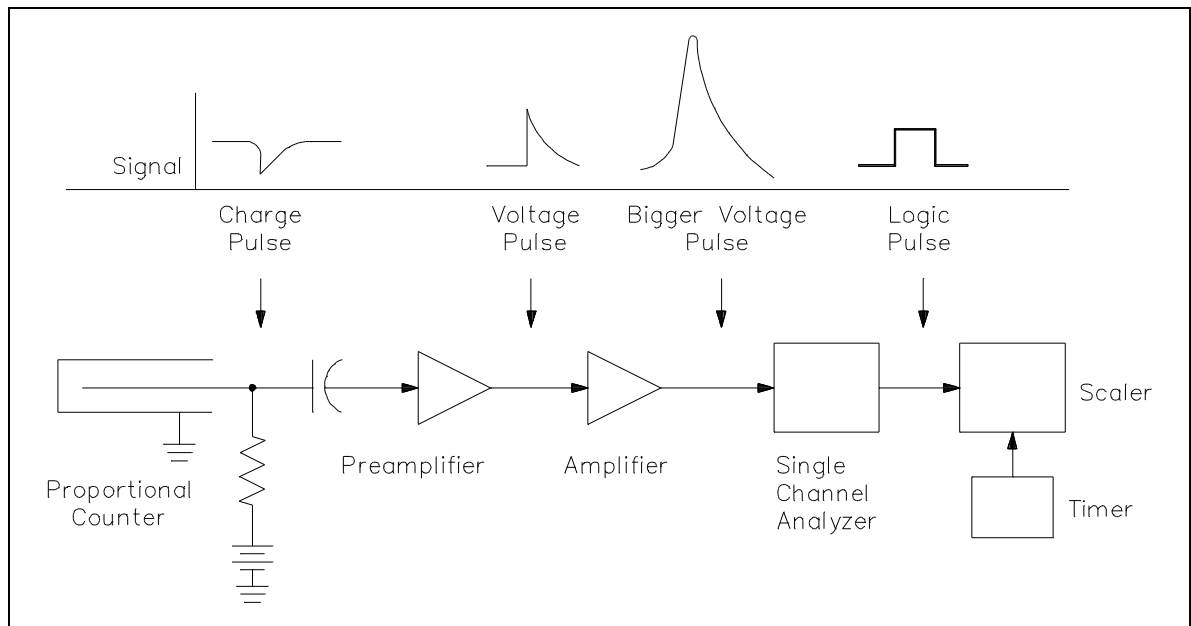 Signal
Charge
Pulse
Voltage
Pulse
Bigger Voltage
Pulse
Logic
Pulse
Scaler
Preamplifier
Amplifier
Single
Channel
Analyzer
Proportional
Counter
Timer